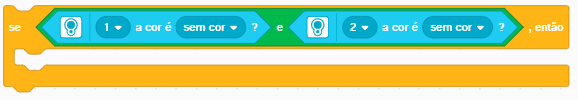 se 1 a cor é sem cor ? e 2 a cor é sem cor ? , então